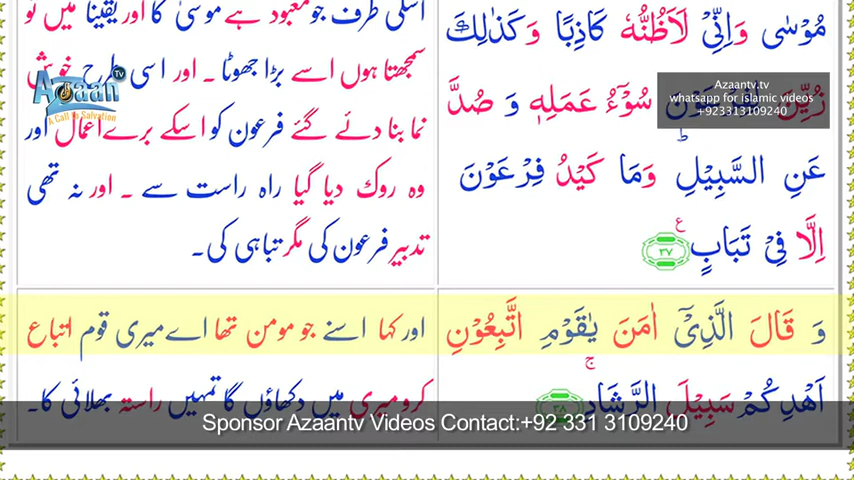 مُوْسٰى وَاِنِّىْ لَاَظُنُّهٗ كَاذِبًا وَكَذٰلِكَ
زُيِّنَ سُوْٓءُ عَمَلِهٖ وَ صُدَّ
عَنِ السَّبِيْلِ ؕ وَمَا كَيْدُ فِرْعَوْنَ
اِلَّا فِىْ تَبَابٍ ع ۳۷
اسکی طرف جو معبود ہے موسیٰ کا اور یقینا میں تو
سمجھتا ہوں اسے بڑا جھوٹا ۔ اور اسی طرح خوش
نما بنا دئے گئے فرعون کو اسکے برے اعمال اور
وہ روک دیا گیا راہ راست سے ۔ اور نہ تھی
تدبیر فرعون کی مگر تباہی کی۔
وَ قَالَ الَّذِىْۤ اٰمَنَ يٰقَوْمِ اتَّبِعُوْنِ
اَهْدِكُمْ سَبِيْلَ الرَّشَادِ ج ۳۸
اور کہا اسنے جو مومن تھا اے میری قوم اتباع
کرو میری میں دکھاؤں گا تمہیں راستہ بھلائی کا۔
Azaan Tv
A Call To Salvation
Azaantv.tv
whatsapp for islamic videos
+923313109240
Sponsor Azaantv Videos Contact:+92 331 3109240